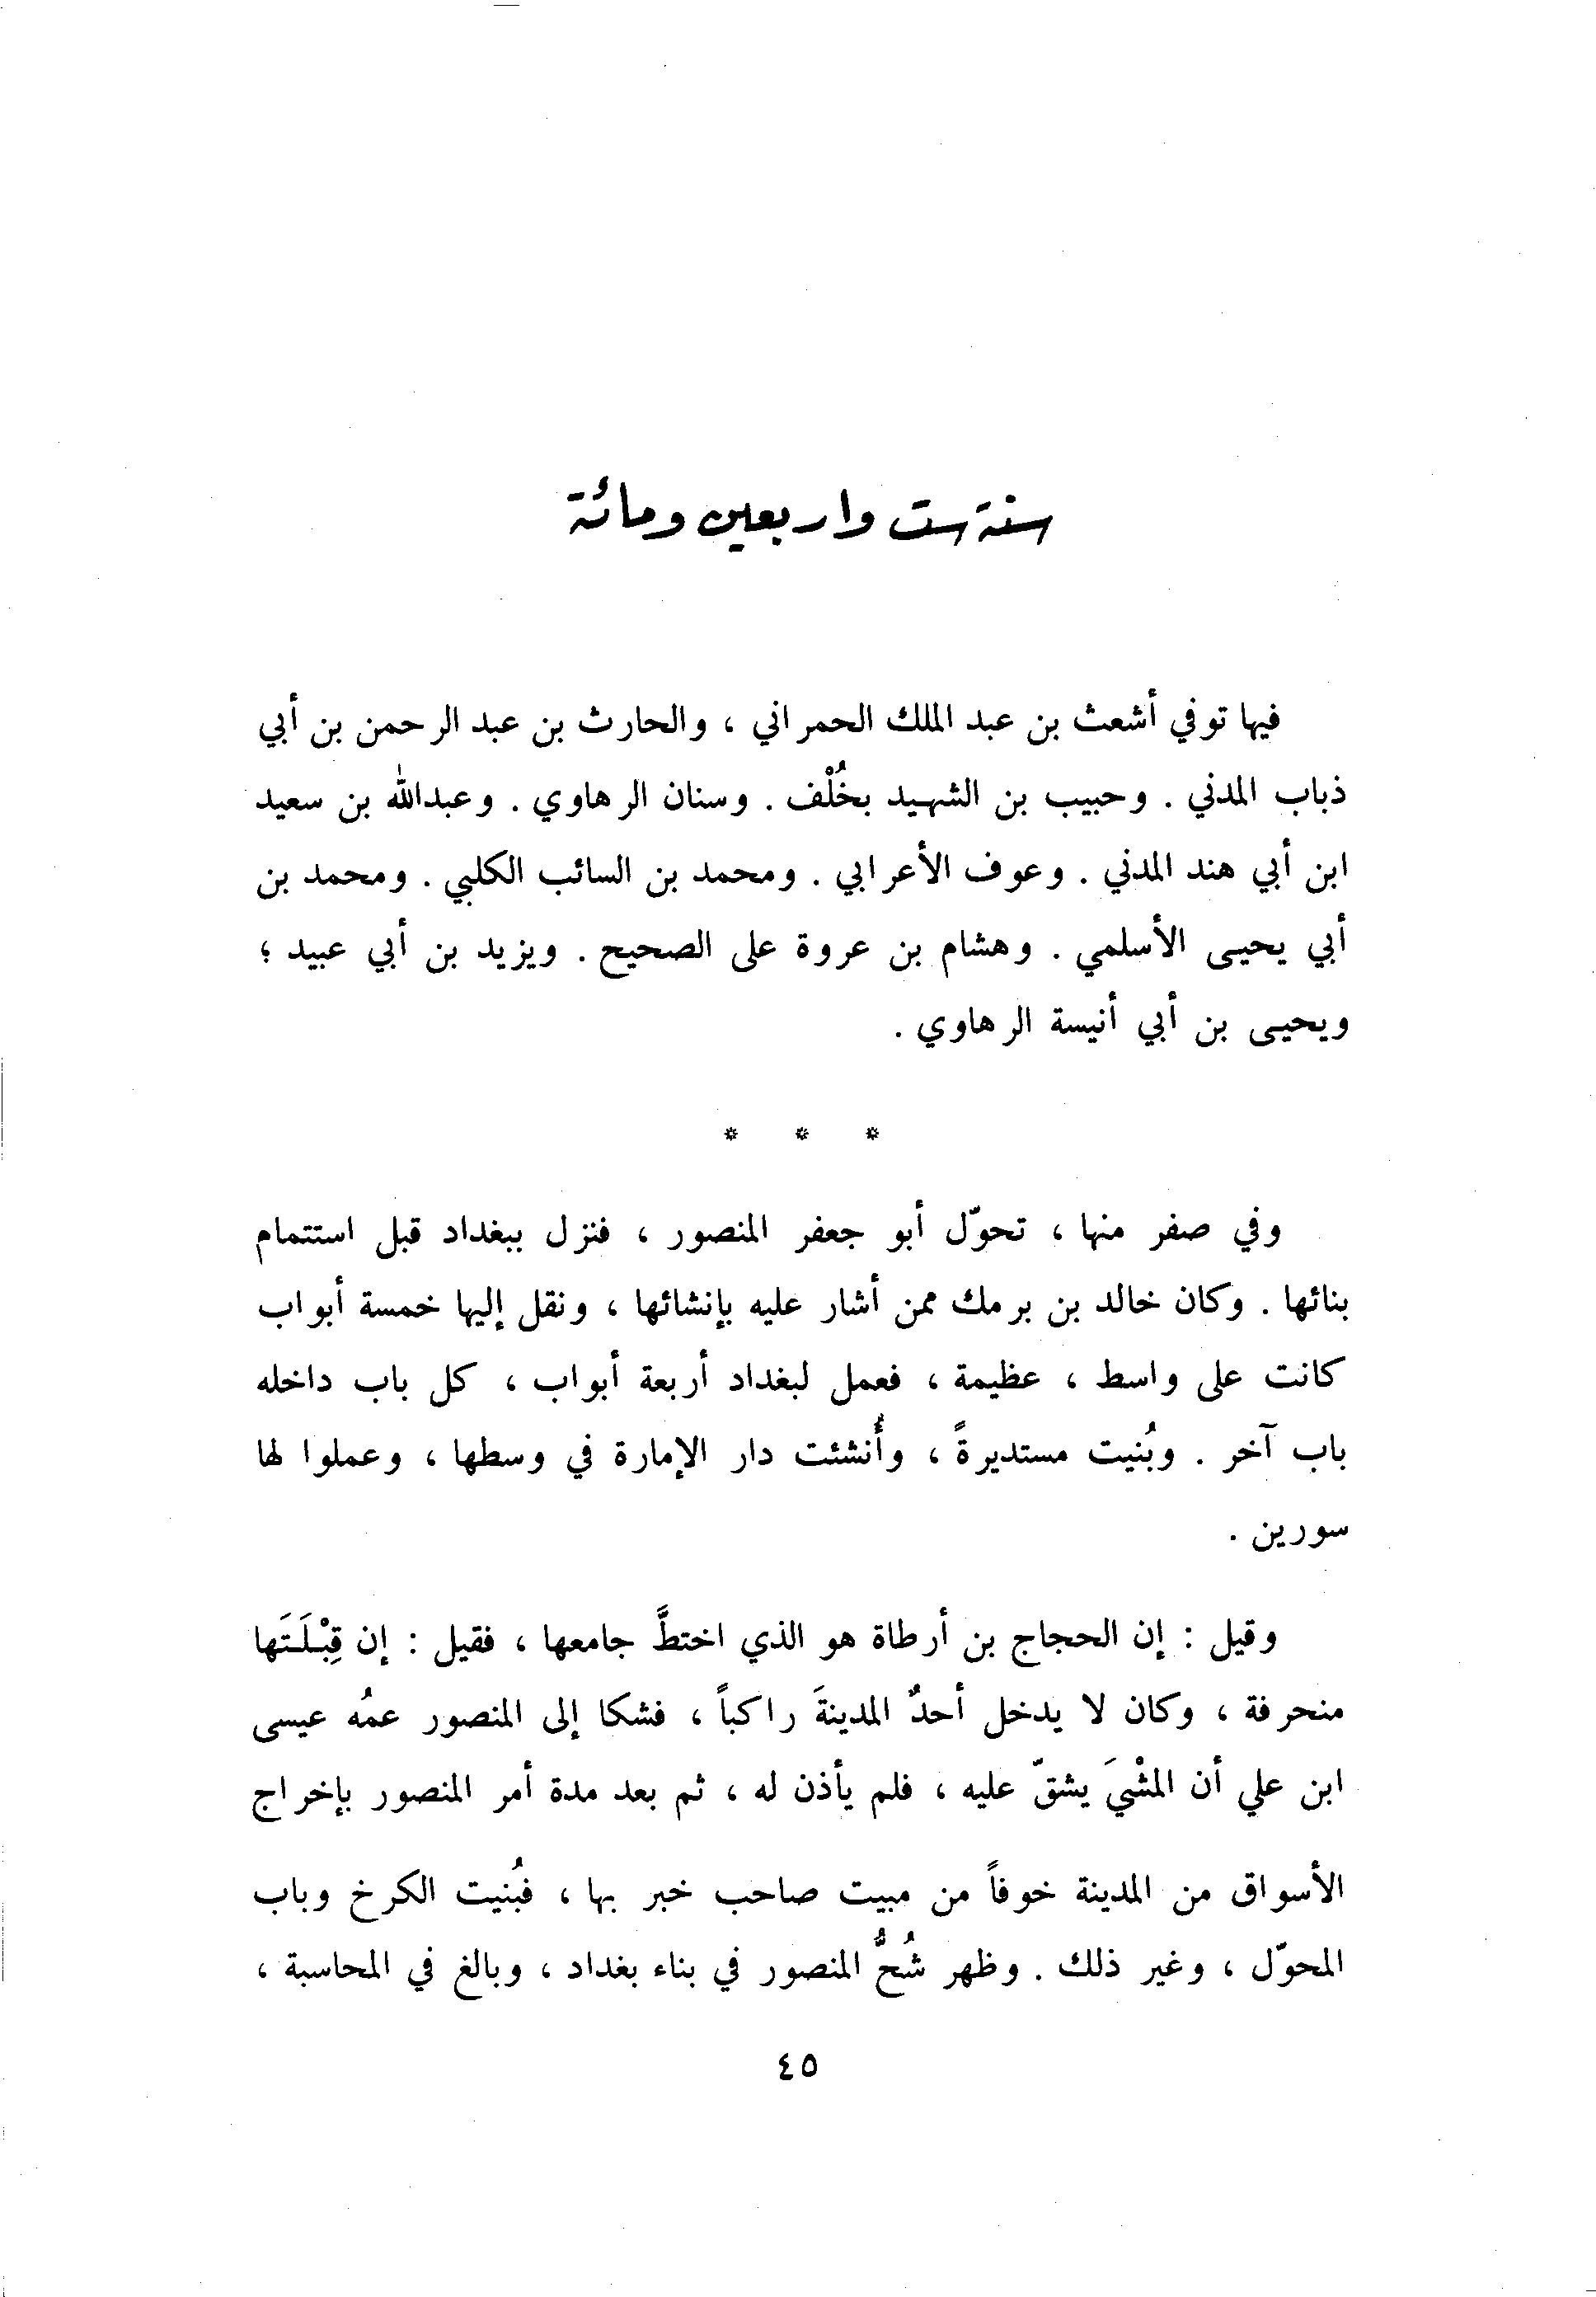 سنة ست واربعين ومائة
فيها توفي أشعث بن عبد الملك الحمراني ، والحارث بن عبد الرحمن بن أبي
ذباب المدني . وحبيب بن الشهيد بخُلْف . وسنان الرهاوي . وعبدالله بن سعيد
ابن أبي هند المدني . وعوف الأعرابي . ومحمد بن السائب الكلبي . ومحمد بن
أبي يحيى الأسلمي . وهشام بن عروة على الصحيح . ويزيد بن أبي عبيد ؛
ويحيى بن أبي أنيسة الرهاوي .
* * *
وفي صفر منها ، تحوّل أبو جعفر المنصور ، فنزل ببغداد قبل استتمام
بنائها . وكان خالد بن برمك ممن أشار عليه بإنشائها ، ونقل إليها خمسة أبواب
كانت على واسط ، عظيمة ، فعمل لبغداد أربعة أبواب ، كل باب داخله
باب آخر . وبُنيت مستديرةً ، وأُنشئت دار الإمارة في وسطها ، وعملوا لها
سورين .
وقيل : إن الحجاج بن أرطاة هو الذي اختطَّ جامعها ، فقيل : إن قِبْلَتَها
منحرفة ، وكان لا يدخل أحدٌ المدينةَ راكباً ، فشكا إلى المنصور عمُه عيسى
ابن علي أن المشْيَ يشقّ عليه ، فلم يأذن له ، ثم بعد مدة أمر المنصور بإخراج
الأسواق من المدينة خوفاً من مبيت صاحب خبر بها ، فبُنيت الكرخ وباب
المحوّل ، وغير ذلك . وظهر شُحُّ المنصور في بناء بغداد ، وبالغ في المحاسبة ،
٤٥